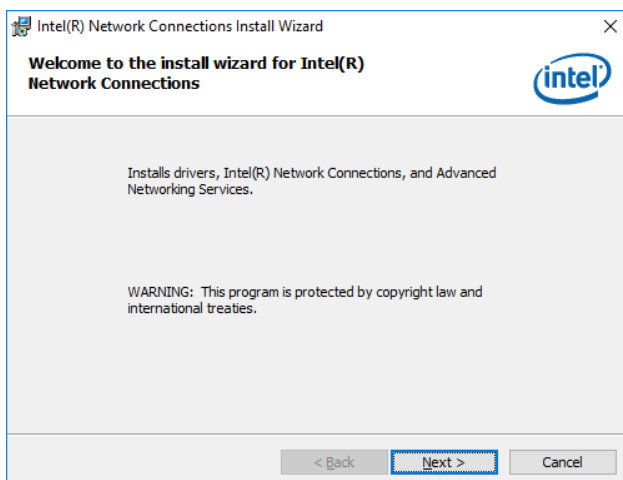 Intel(R) Network Connections Install Wizard
Welcome to the install wizard for Intel(R)
Network Connections
intel
Installs drivers, Intel(R) Network Connections, and Advanced
Networking Services.
WARNING:  This program is protected by copyright law and
international treaties.
< Back
Next >
Cancel